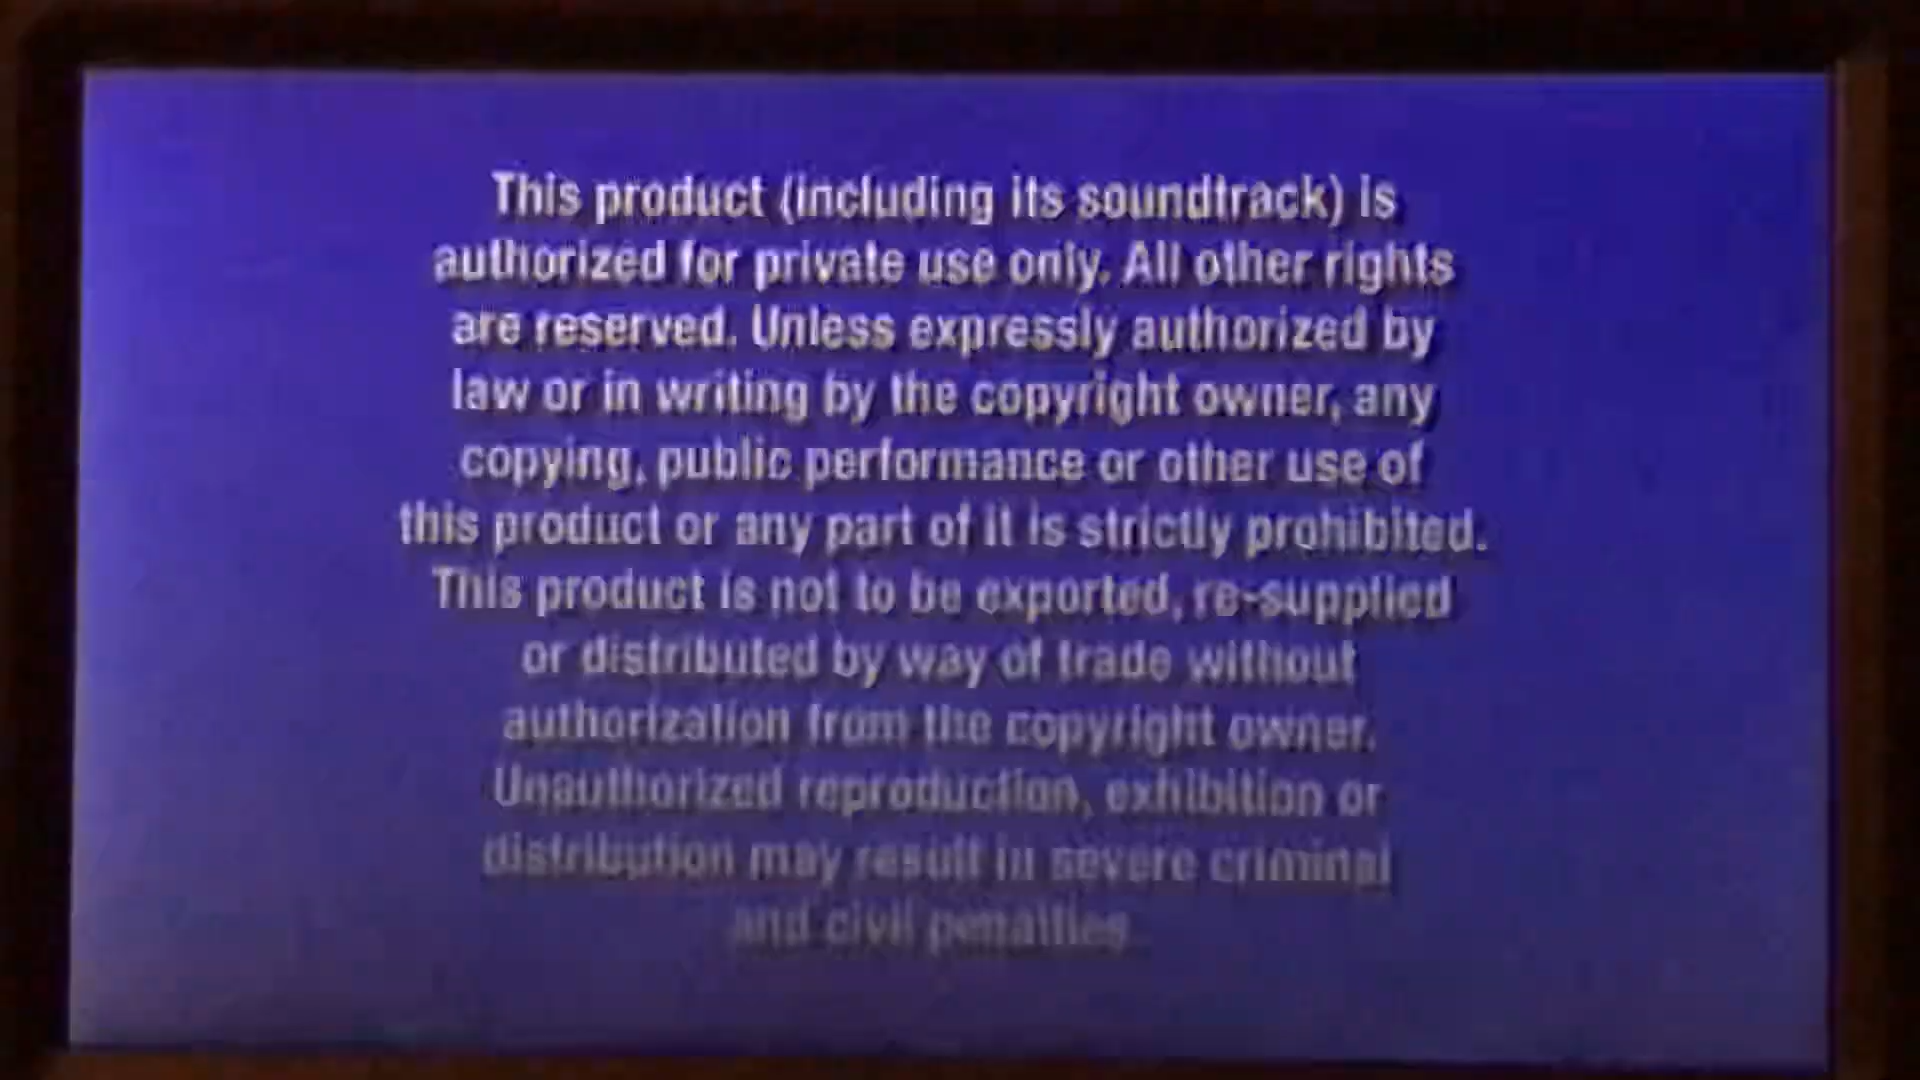 This product (including its soundtrack) is
authorized for private use only. All other rights
are reserved. Unless expressly authorized by
law or in writing by the copyright owner, any
copying, public performance or other use of
this product or any part of it is strictly prohibited.
This product is not to be exported, re-supplied
or distributed by way of trade without
authorization from the copyright owner.
Unauthorized reproduction, exhibition or
distribution may result in severe criminal
and civil penalties.